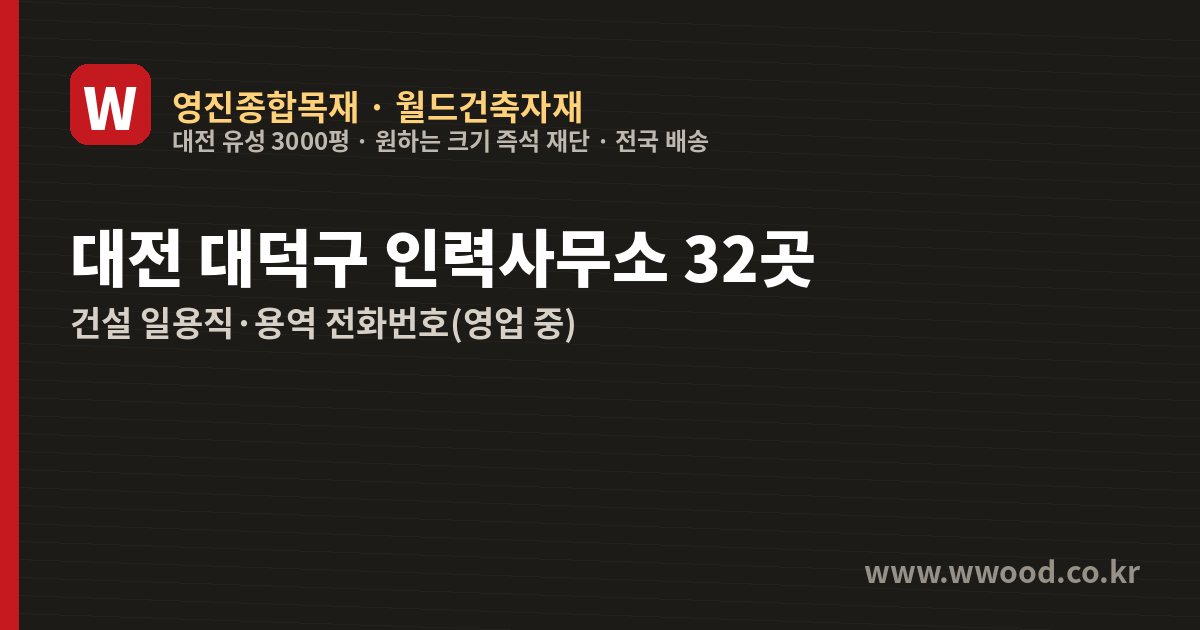 W
영진종합목재 · 월드건축자재
대전 유성 3000평 · 원하는 크기 즉석 재단 · 전국 배송
대전 대덕구 인력사무소 32곳
건설 일용직·용역 전화번호(영업 중)
www.wwood.co.kr